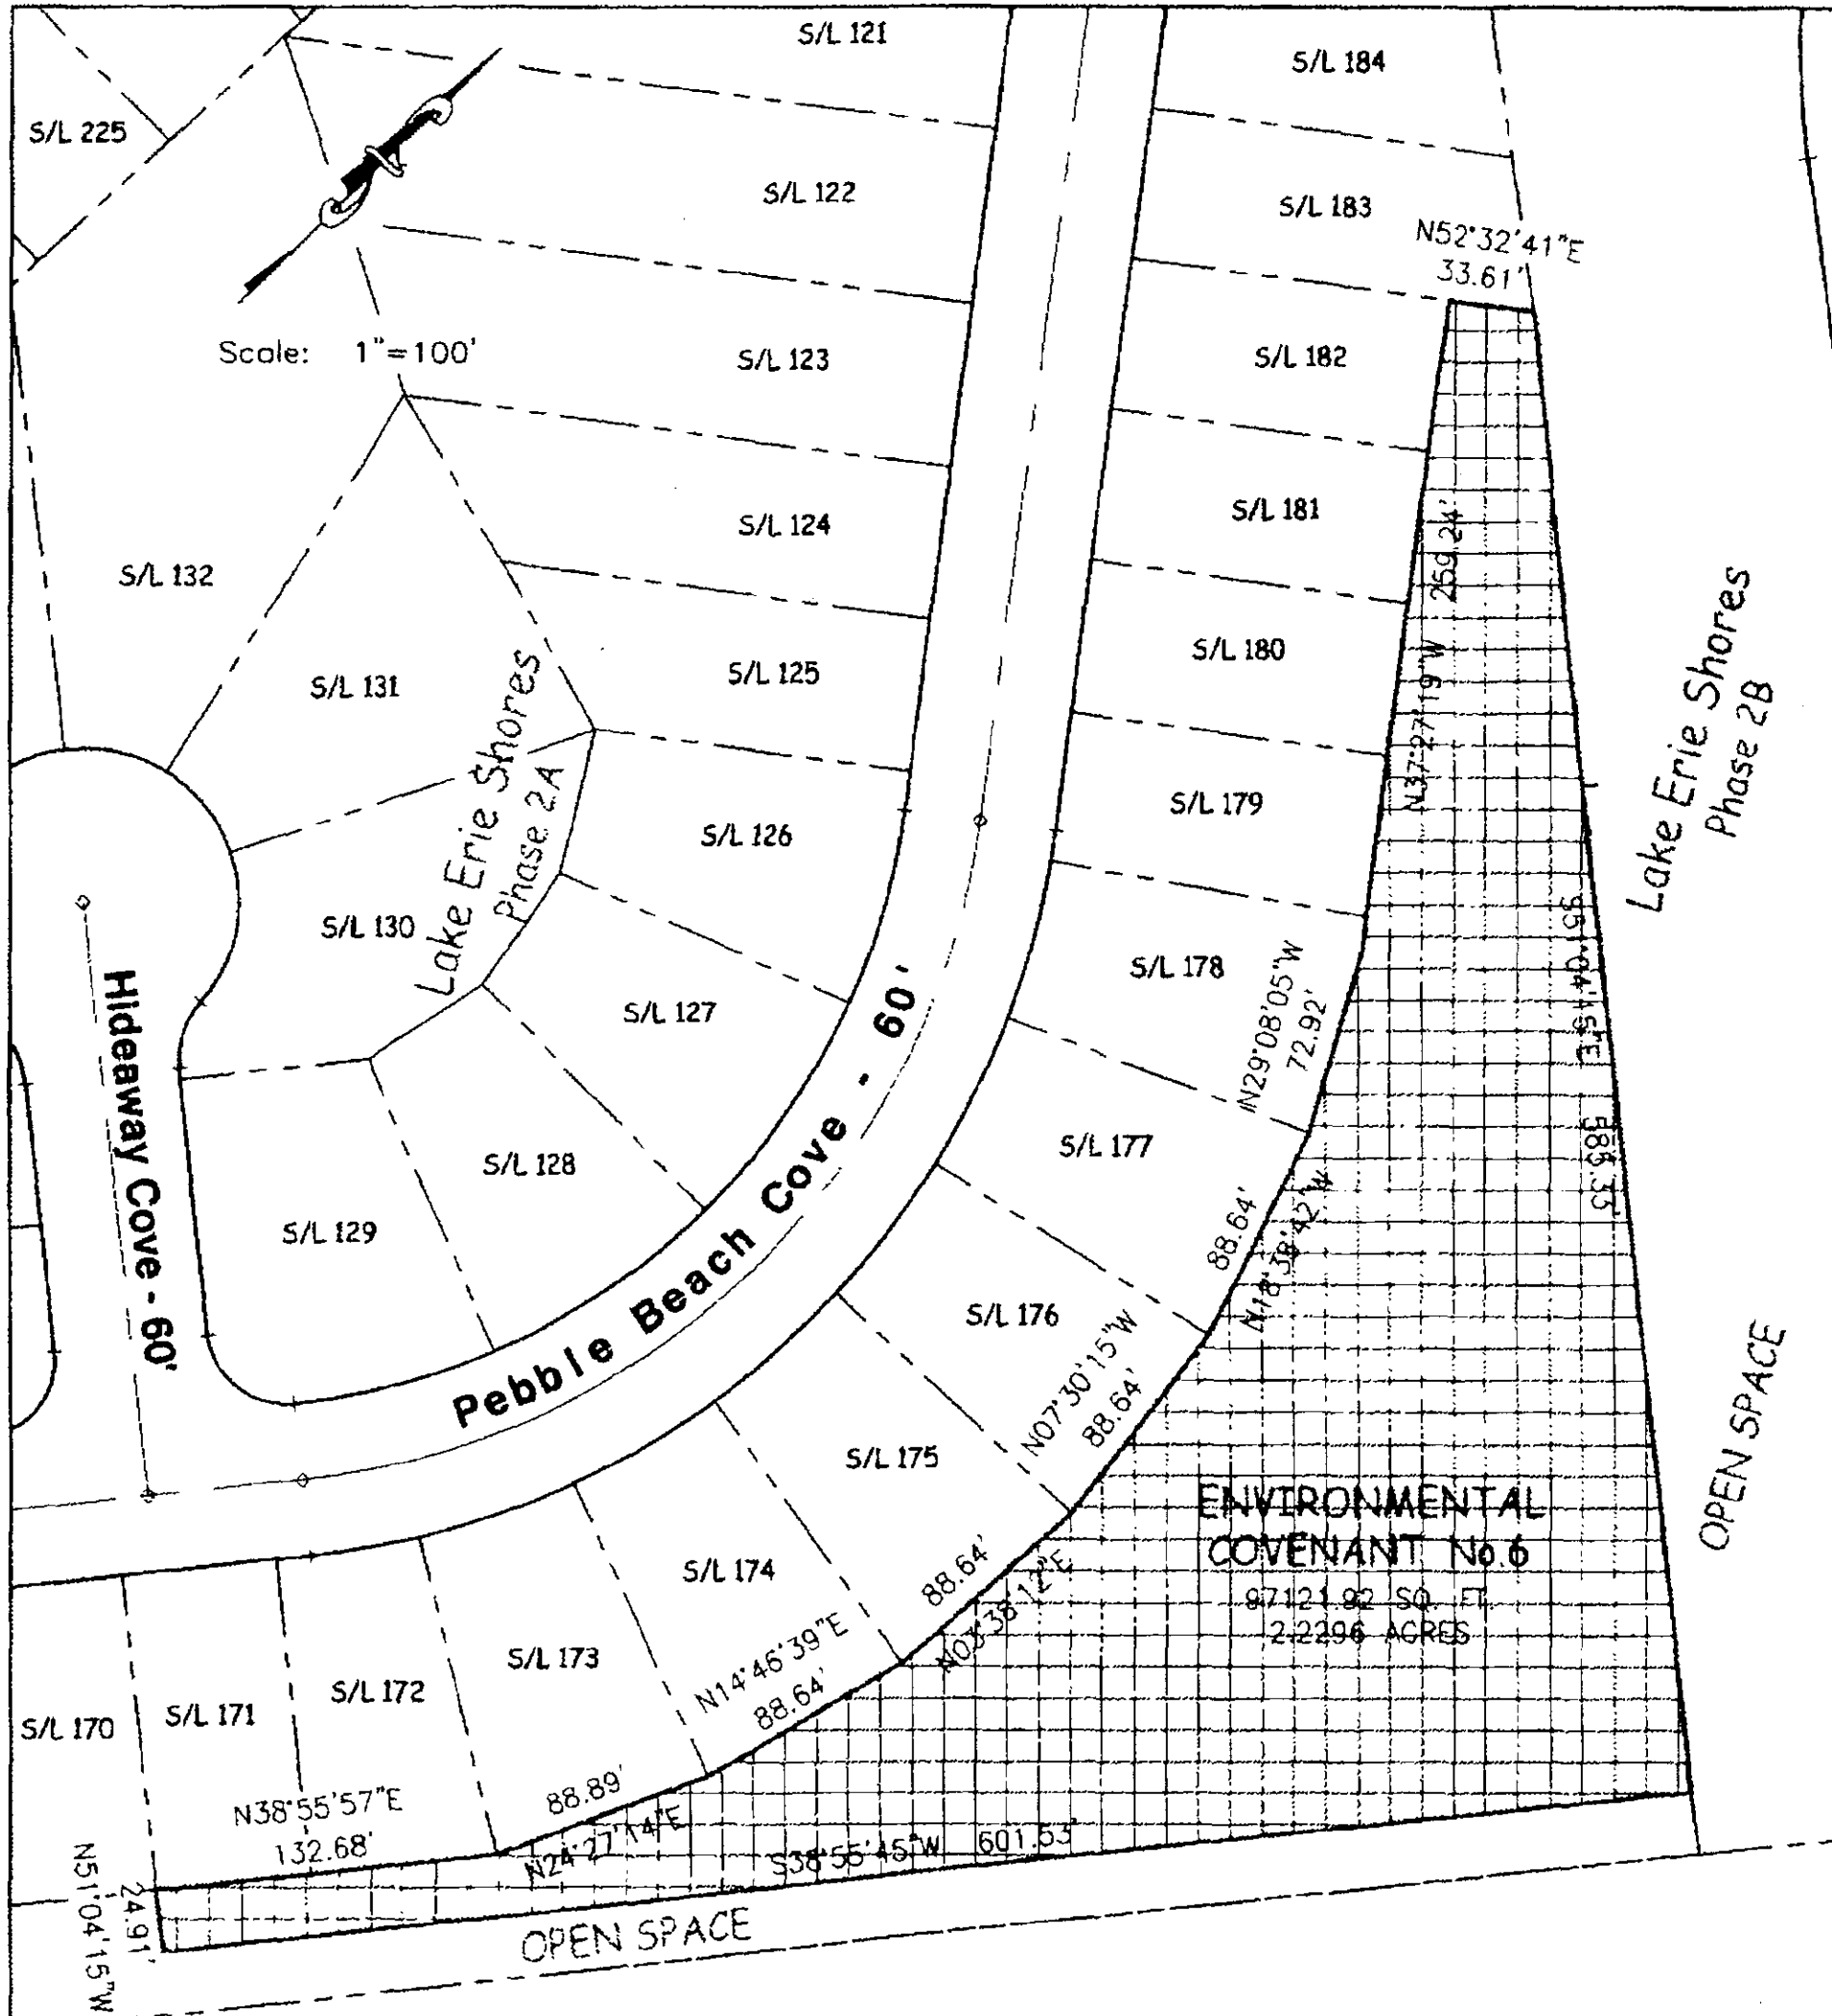 S/L 121
S/L 184
S/L 225
S/L 122
S/L 183
N52°32'41"E
33.61'
Scale: 1"=100'
S/L 123
S/L 182
S/L 124
S/L 181
S/L 132
N37°27'19"W 259.24'
S/L 131
S/L 125
S/L 180
Lake Erie Shores
Phase 2A
Lake Erie Shores
Phase 2B
S/L 126
S/L 179
S/L 130
S/L 127
S/L 178
N29°08'05"W
72.92'
585.33'
Hideaway Cove - 60'
Pebble Beach Cove - 60'
S/L 128
S/L 177
S/L 129
88.64'
N18°38'42"W
S/L 176
N07°30'15"W
88.64'
S/L 175
OPEN SPACE
ENVIRONMENTAL
COVENANT No.6
97121.92 SQ. FT.
2.2296 ACRES
S/L 174
88.64'
N03°38'12"E
S/L 173
N14°46'39"E
88.64'
S/L 172
S/L 171
S/L 170
88.89'
N24°27'14"E
N38°55'57"E
132.68'
S38°55'45"W 601.53'
N51°04'15"W
24.91'
OPEN SPACE